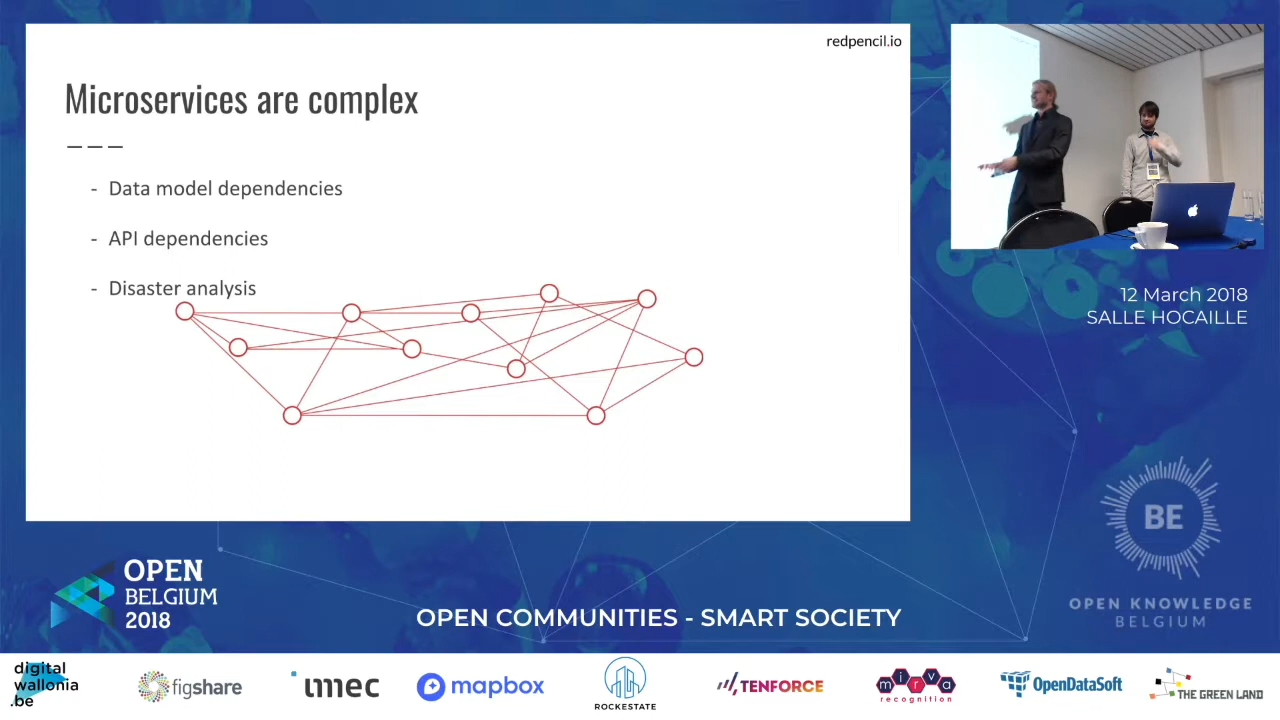 redpencil.io
Microservices are complex
- Data model dependencies
- API dependencies
- Disaster analysis
12 March 2018
SALLE HOCAILLE
BE
OPEN KNOWLEDGE
BELGIUM
OPEN
BELGIUM
2018
OPEN COMMUNITIES - SMART SOCIETY
digital
wallonia
.be
figshare
imec
mapbox
ROCKESTATE
TENFORCE
mirva
recognition
OpenDataSoft
THE GREEN LAND